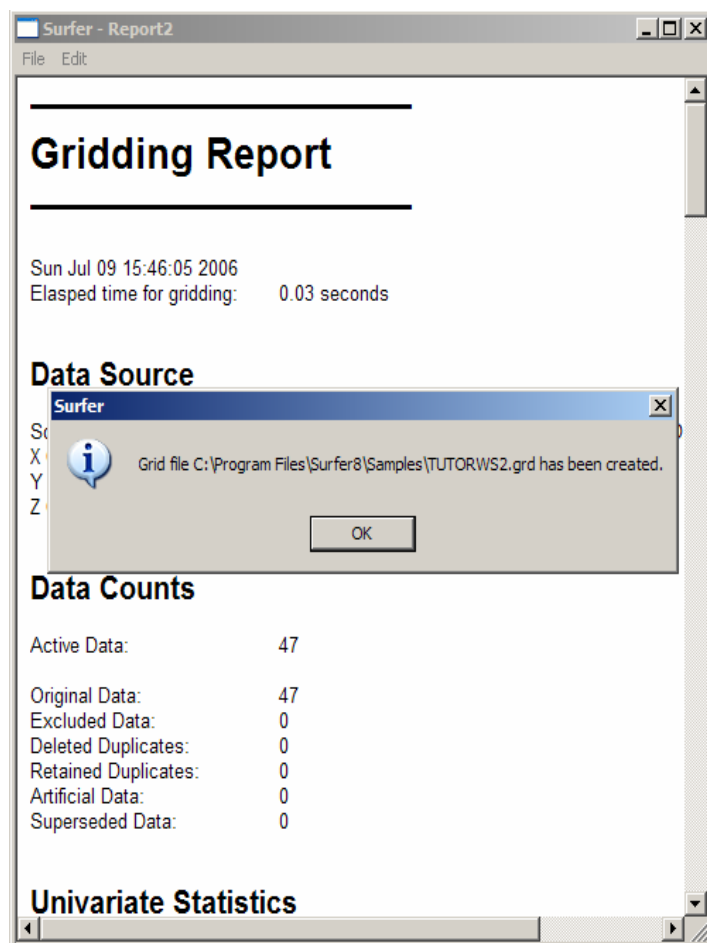 Surfer - Report2
File Edit
Gridding Report
Sun Jul 09 15:46:05 2006
Elasped time for gridding: 0.03 seconds
Data Source
Surfer
X
Y
Z
Grid file C:\Program Files\Surfer8\Samples\TUTORWS2.grd has been created.
OK
Data Counts
Active Data: 47
Original Data: 47
Excluded Data: 0
Deleted Duplicates: 0
Retained Duplicates: 0
Artificial Data: 0
Superseded Data: 0
Univariate Statistics